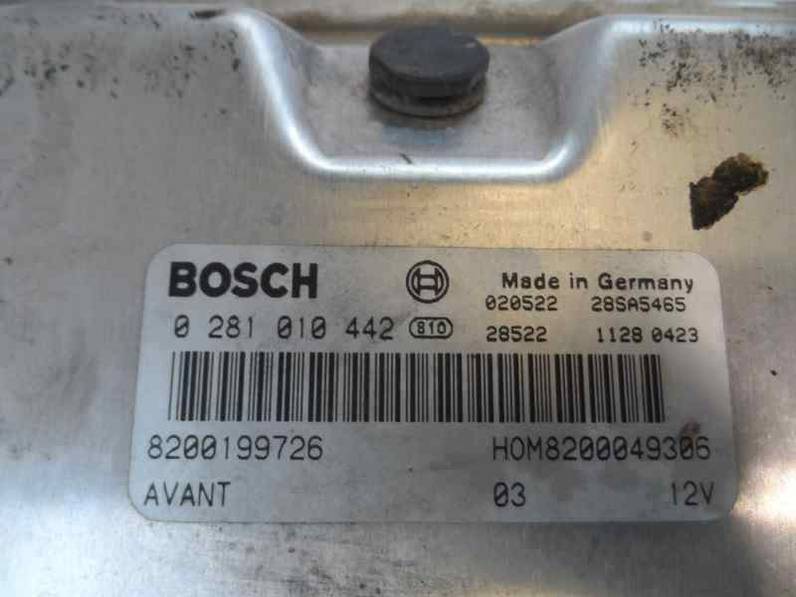 BOSCH Made in Germany
020522 28SA5465
0 281 010 442 810 28522 1128 0423
8200199726 HOM8200049306
AVANT 03 12V